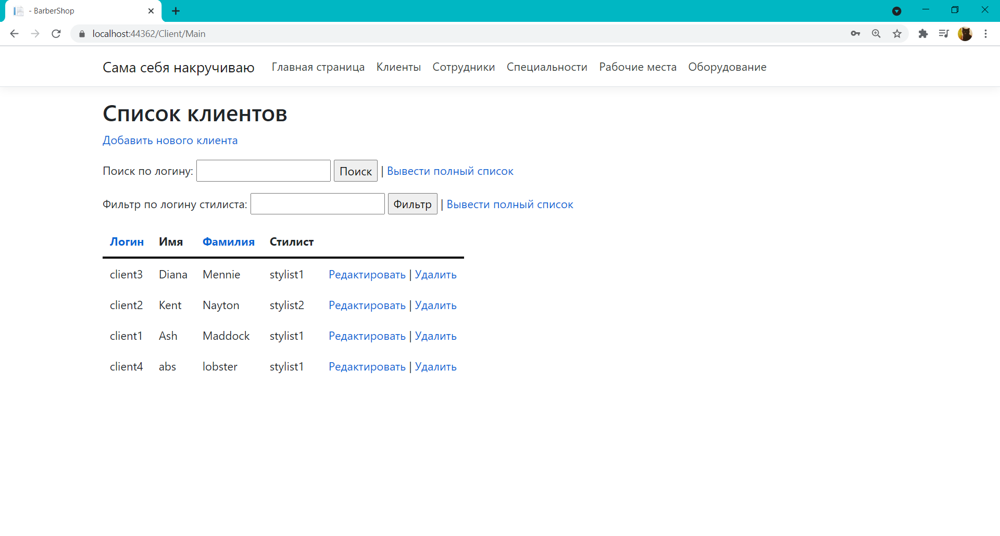 - BarberShop
localhost:44362/Client/Main
Сама себя накручиваю Главная страница Клиенты Сотрудники Специальности Рабочие места Оборудование
Список клиентов
Добавить нового клиента
Поиск по логину: Поиск | Вывести полный список
Фильтр по логину стилиста: Фильтр | Вывести полный список
Логин Имя Фамилия Стилист
client3 Diana Mennie stylist1 Редактировать | Удалить
client2 Kent Nayton stylist2 Редактировать | Удалить
client1 Ash Maddock stylist1 Редактировать | Удалить
client4 abs lobster stylist1 Редактировать | Удалить